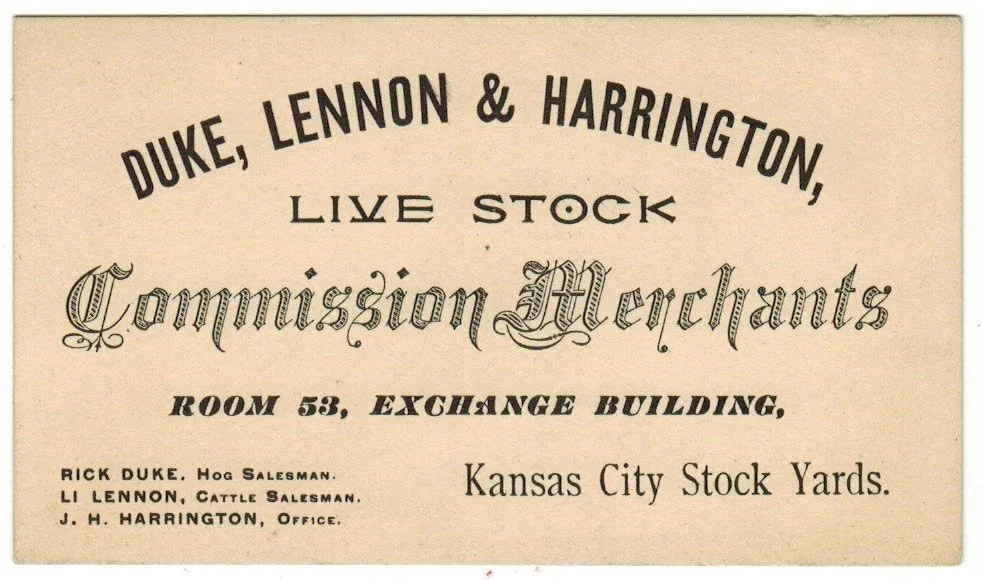 DUKE, LENNON & HARRINGTON,
LIVE STOCK
Commission Merchants
ROOM 53, EXCHANGE BUILDING,
RICK DUKE. HOG SALESMAN.
LI LENNON, CATTLE SALESMAN.
J. H. HARRINGTON, OFFICE.
Kansas City Stock Yards.